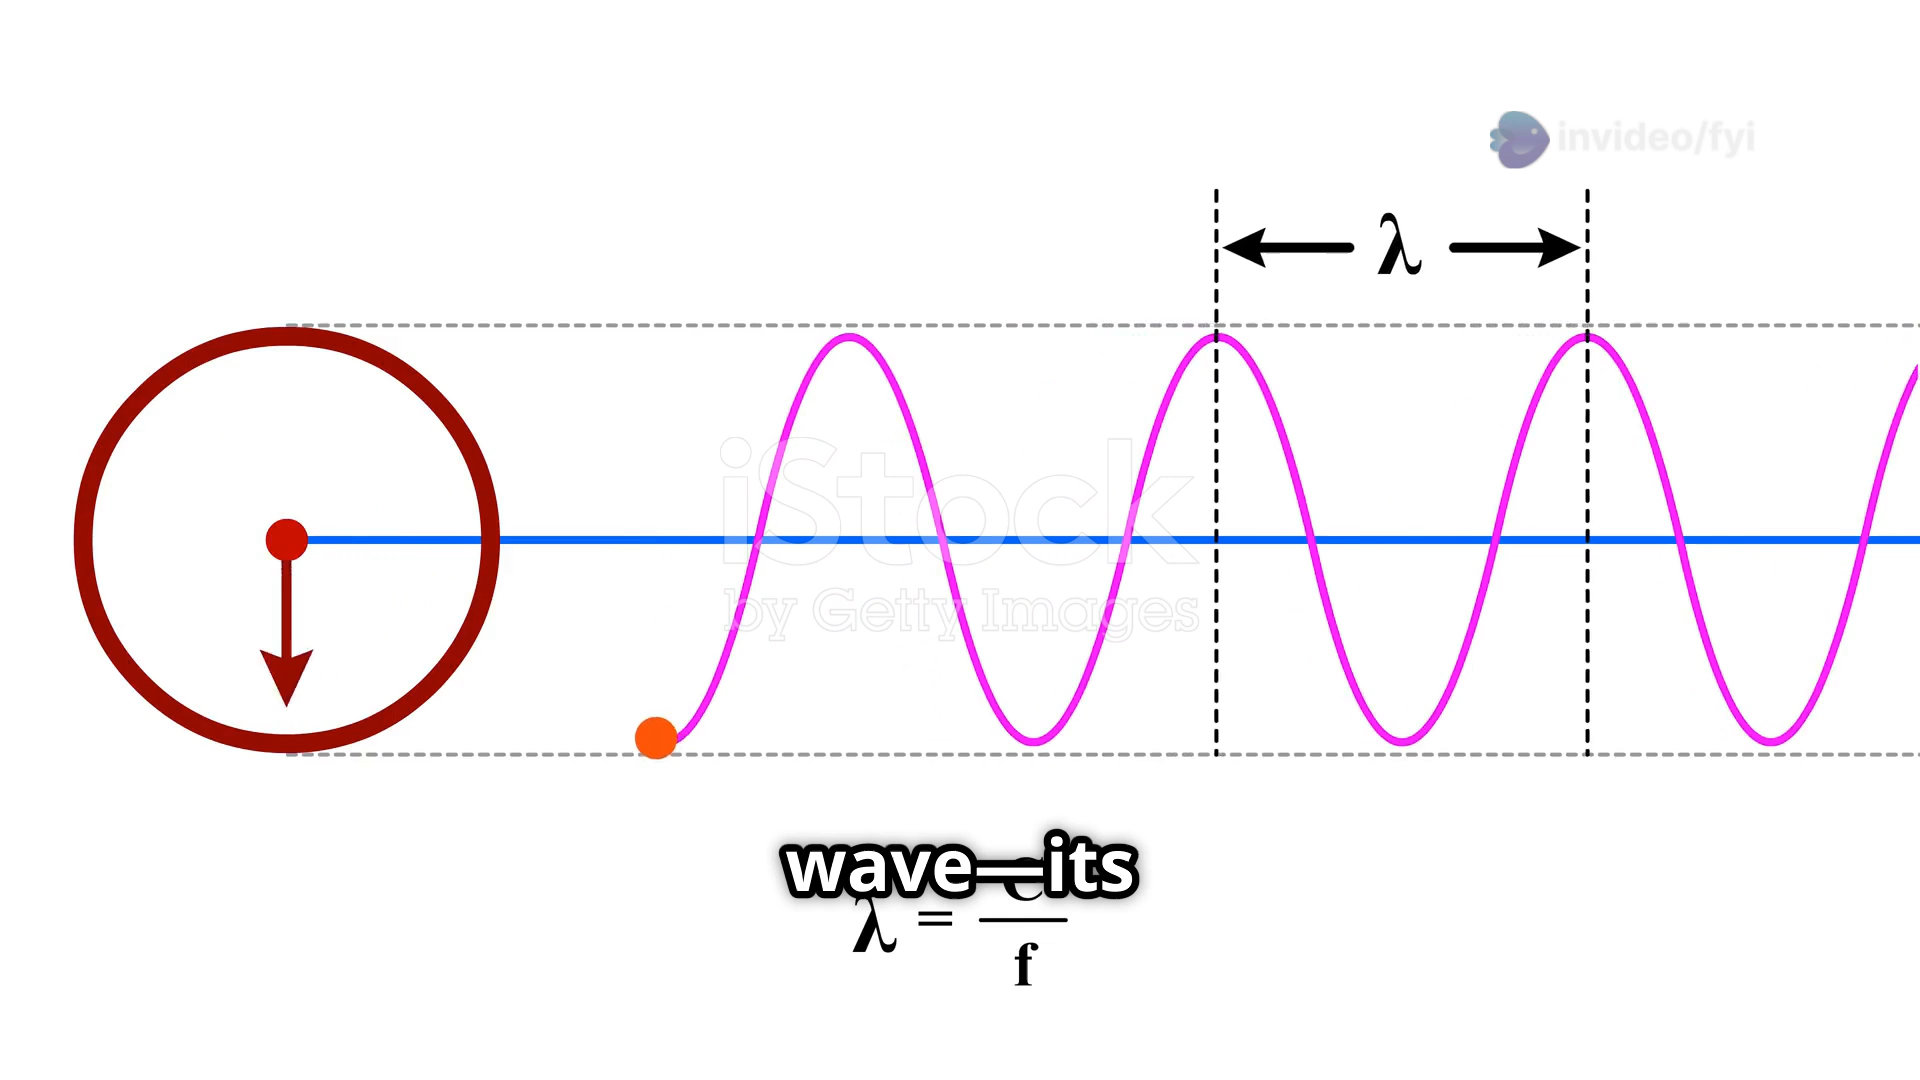 invideo/fyi
λ
iStock
by Getty Images
wave—its
λ = C
f